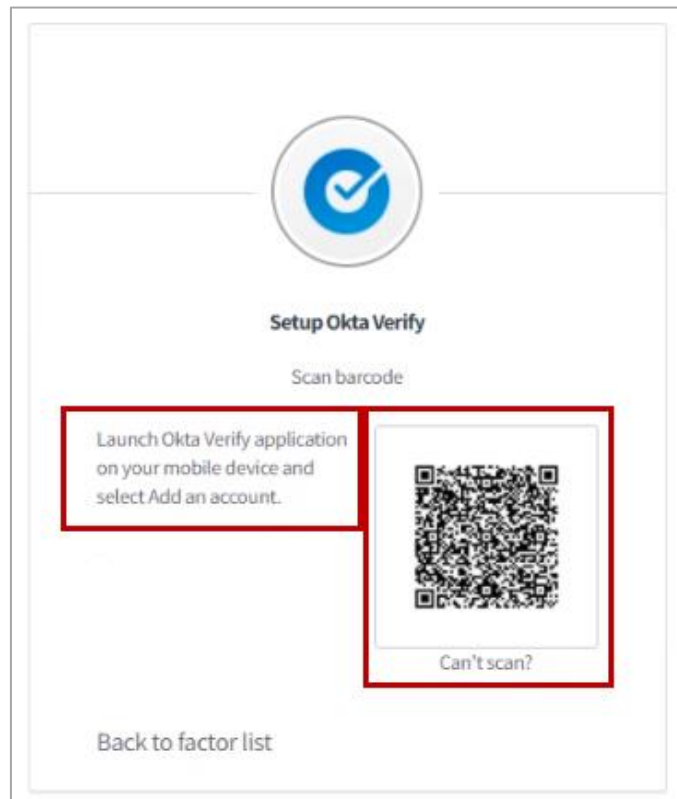 Setup Okta Verify
Scan barcode
Launch Okta Verify application
on your mobile device and
select Add an account.
Can't scan?
Back to factor list